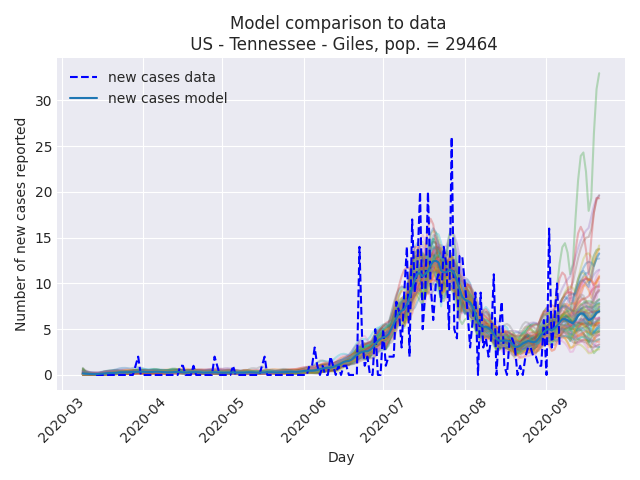 Model comparison to data
US - Tennessee - Giles, pop. = 29464
new cases data
new cases model
Number of new cases reported
30
25
20
15
10
5
0
2020-03
2020-04
2020-05
2020-06
2020-07
2020-08
2020-09
Day